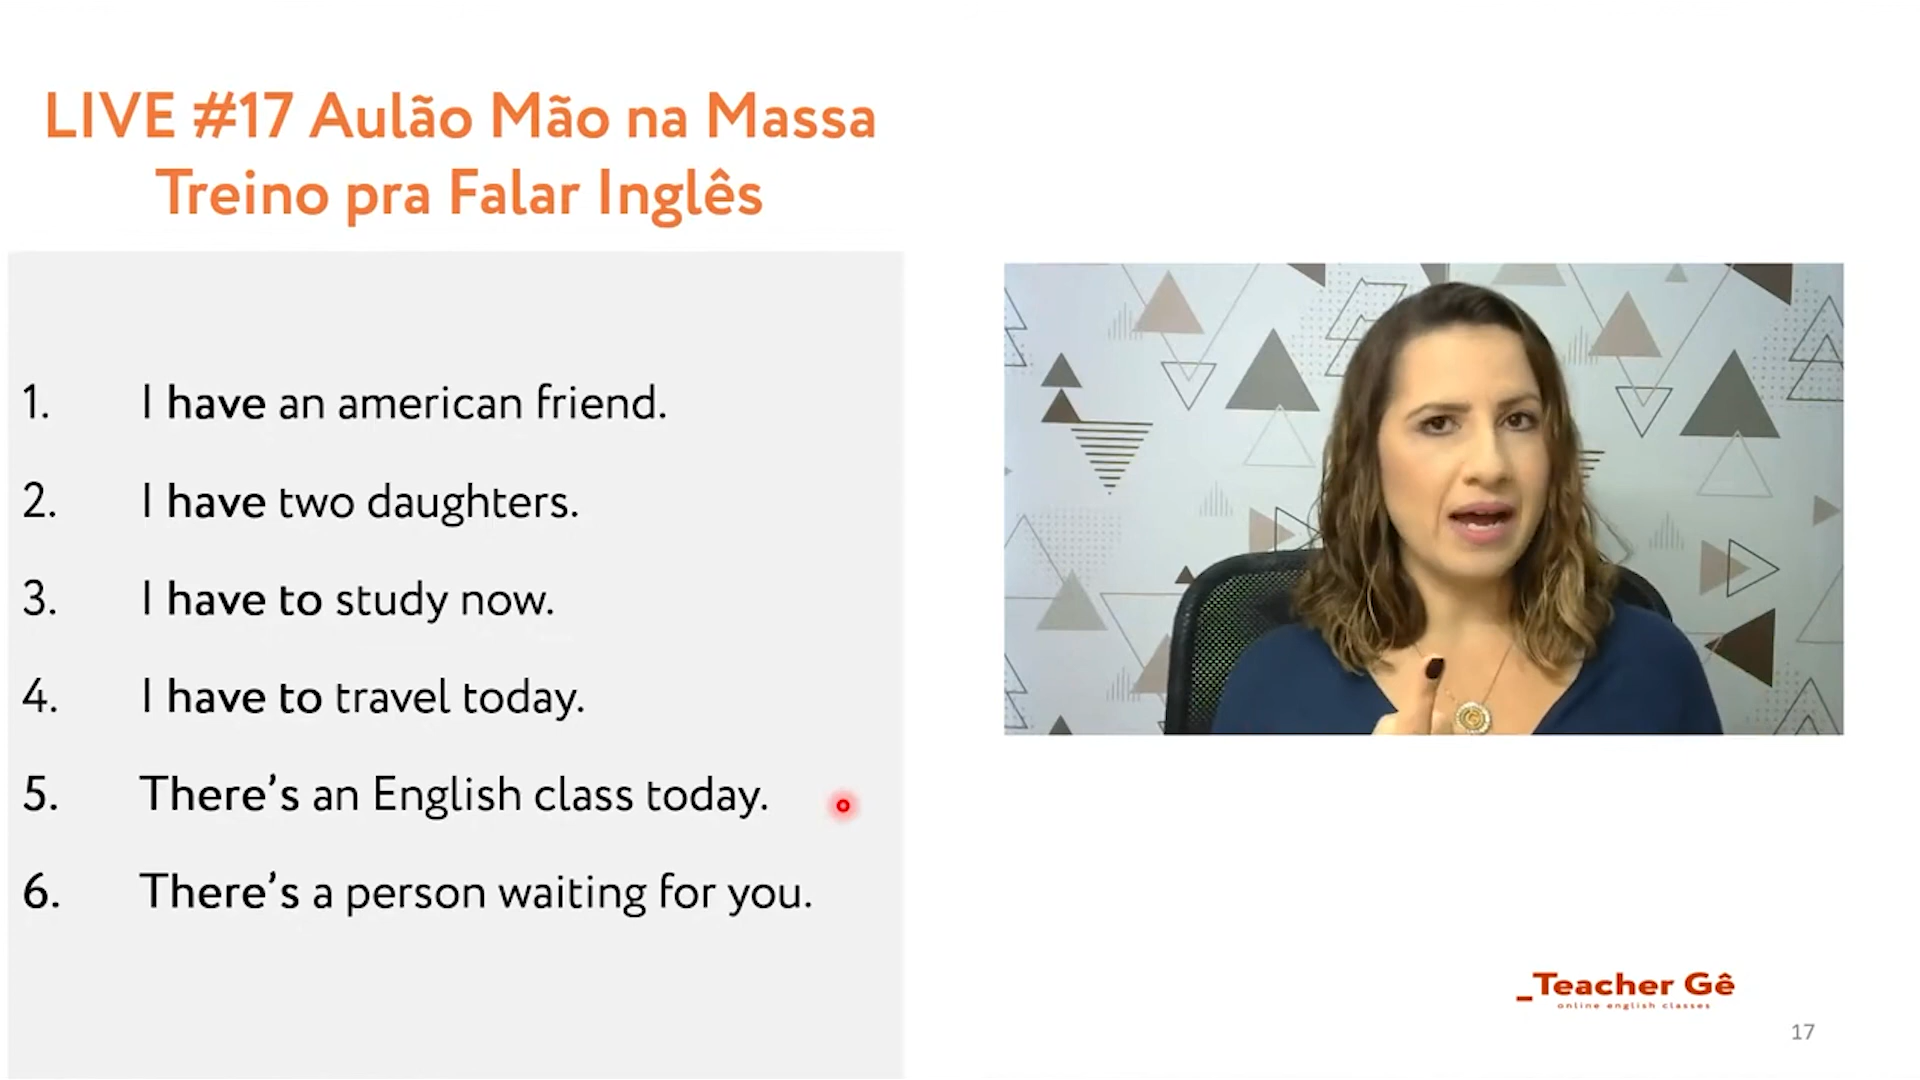 LIVE #17 Aulão Mão na Massa
Treino pra Falar Inglês
1. I have an american friend.
2. I have two daughters.
3. I have to study now.
4. I have to travel today.
5. There's an English class today.
6. There's a person waiting for you.
_Teacher Gê
online english classes
17